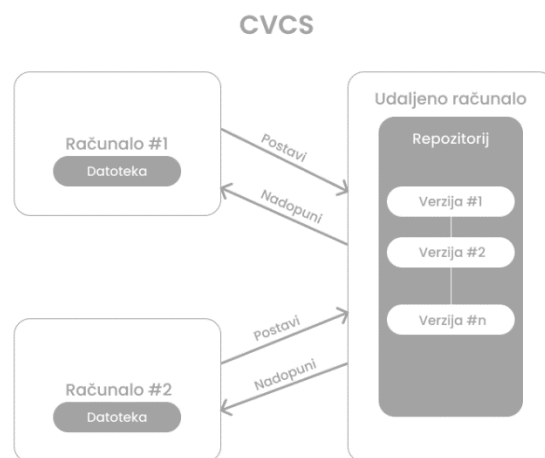 CVCS
Računalo #1
Datoteka
Postavi
Nadopuni
Udaljeno računalo
Repozitorij
Verzija #1
Verzija #2
Verzija #n
Računalo #2
Datoteka
Postavi
Nadopuni